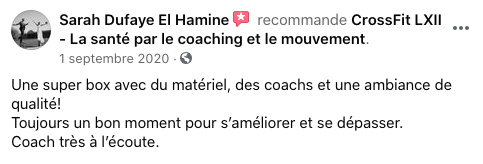 Sarah Dufaye El Hamine recommande CrossFit LXII
- La santé par le coaching et le mouvement.
1 septembre 2020 ·
Une super box avec du matériel, des coachs et une ambiance de
qualité!
Toujours un bon moment pour s’améliorer et se dépasser.
Coach très à l’écoute.